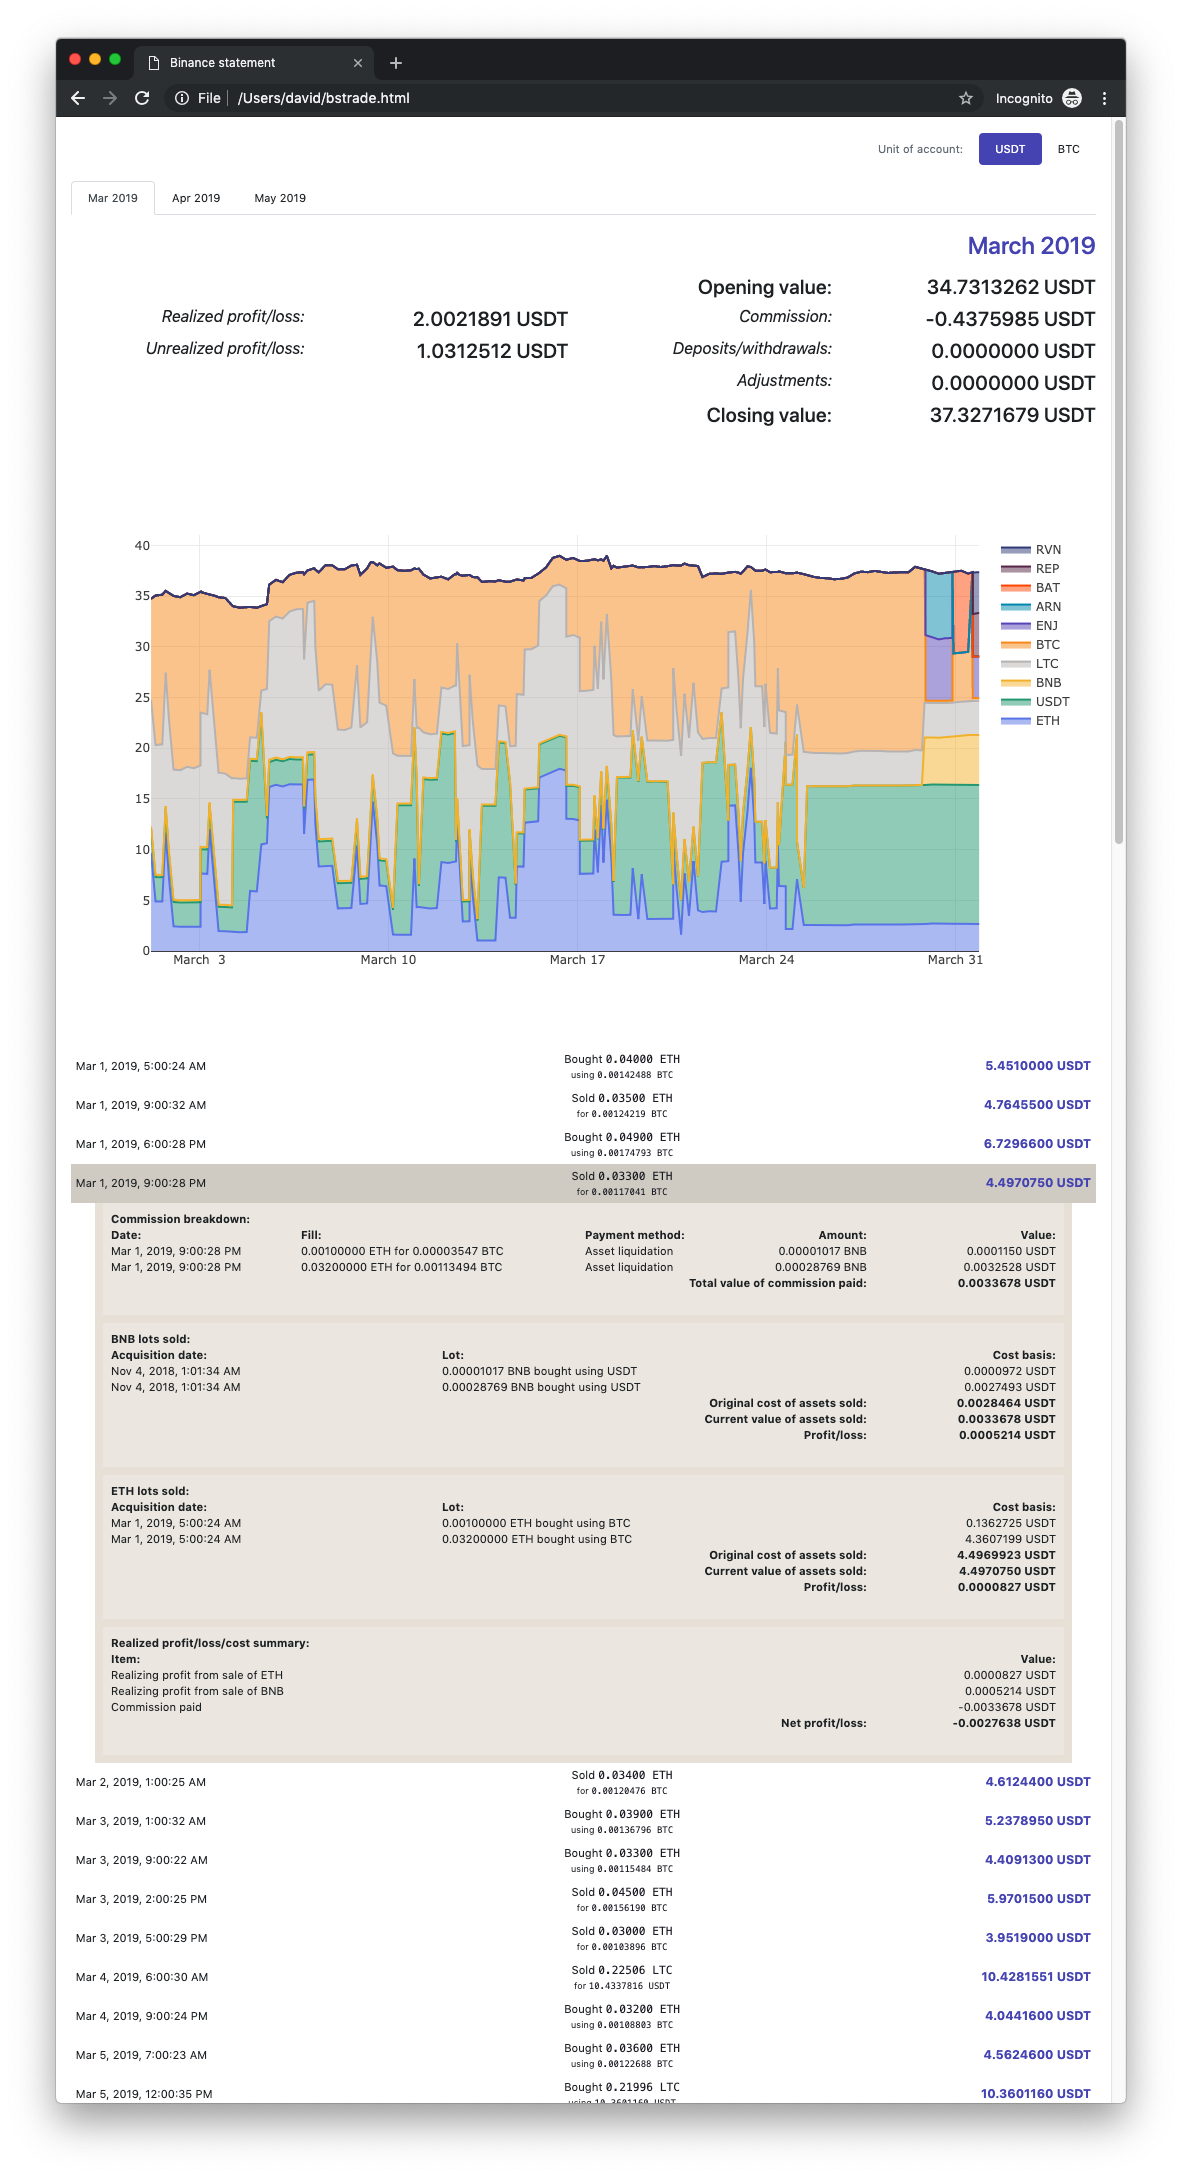 Binance statement
File /Users/david/bstrade.html Incognito
Unit of account: USDT BTC
Mar 2019 Apr 2019 May 2019
March 2019
Opening value: 34.7313262 USDT
Realized profit/loss: 2.0021891 USDT Commission: -0.4375985 USDT
Unrealized profit/loss: 1.0312512 USDT Deposits/withdrawals: 0.0000000 USDT
Adjustments: 0.0000000 USDT
Closing value: 37.3271679 USDT
40
35
30
25
20
15
10
5
0
March 3 March 10 March 17 March 24 March 31
RVN
REP
BAT
ARN
ENJ
BTC
LTC
BNB
USDT
ETH
Mar 1, 2019, 5:00:24 AM Bought 0.04000 ETH 5.4510000 USDT
using 0.00142488 BTC
Mar 1, 2019, 9:00:32 AM Sold 0.03500 ETH 4.7645500 USDT
for 0.00124219 BTC
Mar 1, 2019, 6:00:28 PM Bought 0.04900 ETH 6.7296600 USDT
using 0.00174793 BTC
Mar 1, 2019, 9:00:28 PM Sold 0.03300 ETH 4.4970750 USDT
for 0.00117041 BTC
Commission breakdown:
Date: Fill: Payment method: Amount: Value:
Mar 1, 2019, 9:00:28 PM 0.00100000 ETH for 0.00003547 BTC Asset liquidation 0.00001017 BNB 0.0001150 USDT
Mar 1, 2019, 9:00:28 PM 0.03200000 ETH for 0.00113494 BTC Asset liquidation 0.00028769 BNB 0.0032528 USDT
Total value of commission paid: 0.0033678 USDT
BNB lots sold:
Acquisition date: Lot: Cost basis:
Nov 4, 2018, 1:01:34 AM 0.00001017 BNB bought using USDT 0.0000972 USDT
Nov 4, 2018, 1:01:34 AM 0.00028769 BNB bought using USDT 0.0027493 USDT
Original cost of assets sold: 0.0028464 USDT
Current value of assets sold: 0.0033678 USDT
Profit/loss: 0.0005214 USDT
ETH lots sold:
Acquisition date: Lot: Cost basis:
Mar 1, 2019, 5:00:24 AM 0.00100000 ETH bought using BTC 0.1362725 USDT
Mar 1, 2019, 5:00:24 AM 0.03200000 ETH bought using BTC 4.3607199 USDT
Original cost of assets sold: 4.4969923 USDT
Current value of assets sold: 4.4970750 USDT
Profit/loss: 0.0000827 USDT
Realized profit/loss/cost summary:
Item: Value:
Realizing profit from sale of ETH 0.0000827 USDT
Realizing profit from sale of BNB 0.0005214 USDT
Commission paid -0.0033678 USDT
Net profit/loss: -0.0027638 USDT
Mar 2, 2019, 1:00:25 AM Sold 0.03400 ETH 4.6124400 USDT
for 0.00120476 BTC
Mar 3, 2019, 1:00:32 AM Bought 0.03900 ETH 5.2378950 USDT
using 0.00136796 BTC
Mar 3, 2019, 9:00:22 AM Bought 0.03300 ETH 4.4091300 USDT
using 0.00115484 BTC
Mar 3, 2019, 2:00:25 PM Sold 0.04500 ETH 5.9701500 USDT
for 0.00156190 BTC
Mar 3, 2019, 5:00:29 PM Sold 0.03000 ETH 3.9519000 USDT
for 0.00103896 BTC
Mar 4, 2019, 6:00:30 AM Sold 0.22506 LTC 10.4281551 USDT
for 10.4337816 USDT
Mar 4, 2019, 9:00:24 PM Bought 0.03200 ETH 4.0441600 USDT
using 0.00108803 BTC
Mar 5, 2019, 7:00:23 AM Bought 0.03600 ETH 4.5624600 USDT
using 0.00122688 BTC
Mar 5, 2019, 12:00:35 PM Bought 0.21996 LTC 10.3601160 USDT
using 10.3601160 USDT